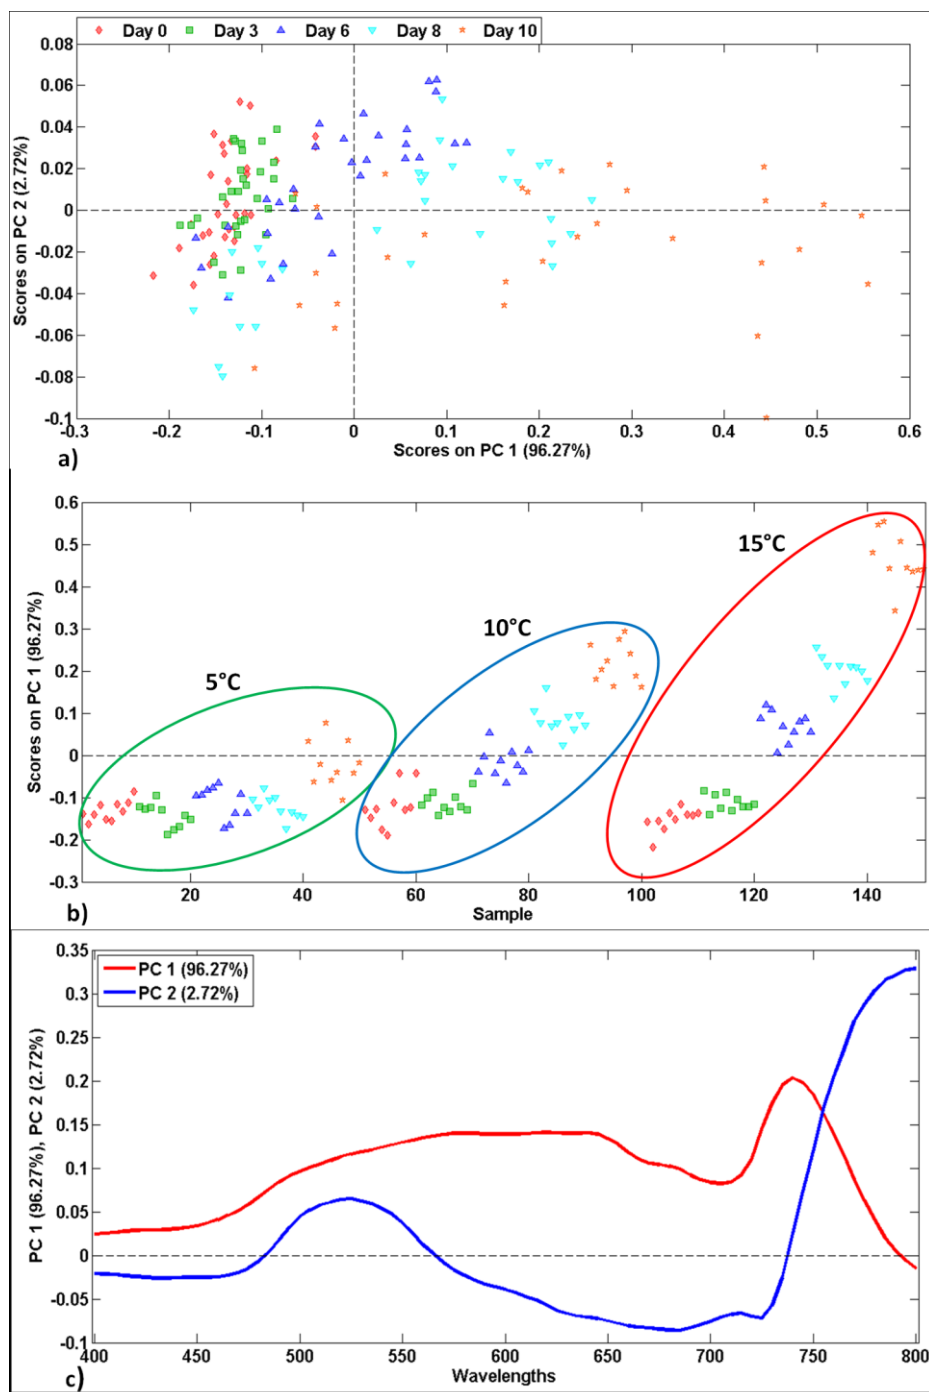 Day 0 Day 3 Day 6 Day 8 Day 10
0.08
0.06
0.04
0.02
0
-0.02
-0.04
-0.06
-0.08
-0.1
Scores on PC 2 (2.72%)
-0.3 -0.2 -0.1 0 0.1 0.2 0.3 0.4 0.5 0.6
Scores on PC 1 (96.27%)
a)
0.6
0.5
0.4
0.3
0.2
0.1
0
-0.1
-0.2
-0.3
Scores on PC 1 (96.27%)
5°C
10°C
15°C
20 40 60 80 100 120 140
Sample
b)
PC 1 (96.27%)
PC 2 (2.72%)
0.35
0.3
0.25
0.2
0.15
0.1
0.05
0
-0.05
-0.1
PC 1 (96.27%), PC 2 (2.72%)
400 450 500 550 600 650 700 750 800
Wavelengths
c)